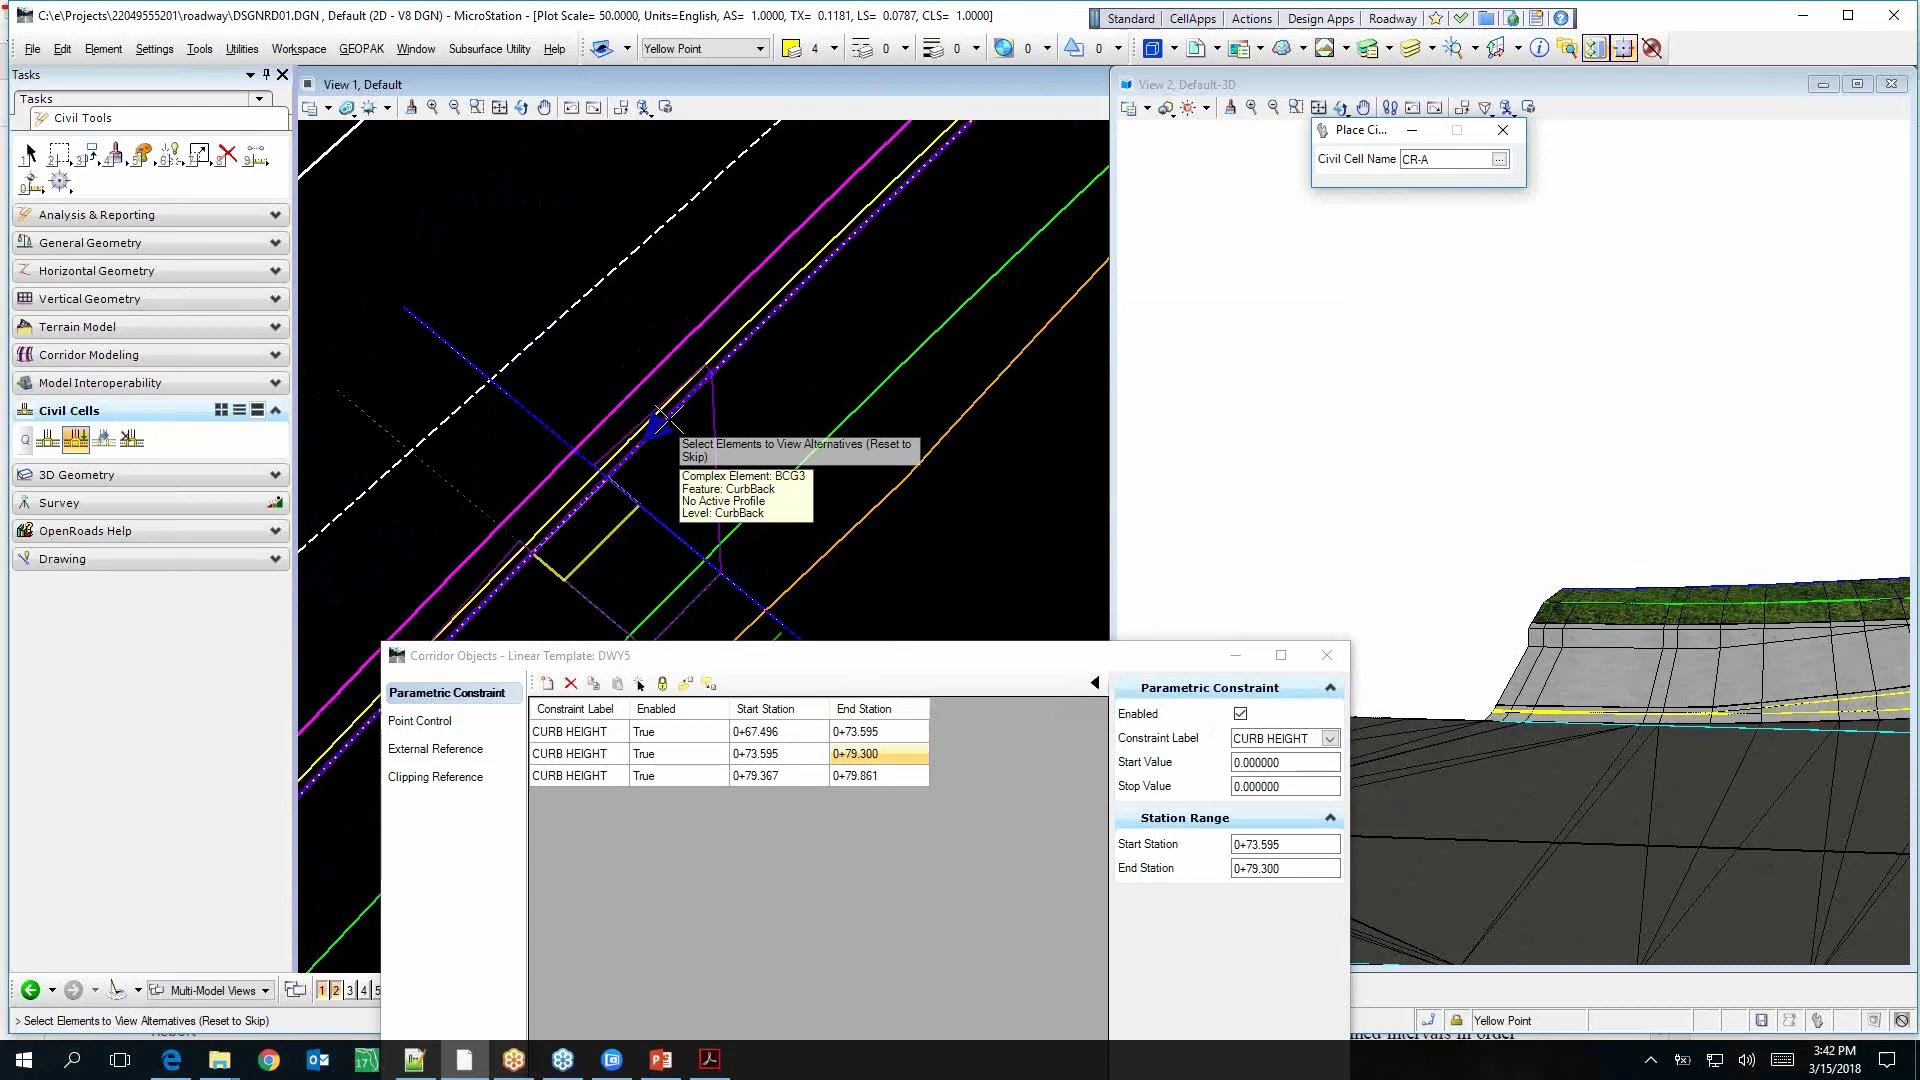 C:\e\Projects\22049555201\roadway\DSGNRD01.DGN , Default (2D - V8 DGN) - MicroStation - [Plot Scale= 50.0000, Units=English, AS=  1.0000, TX=  0.1181, LS=  0.0787, CLS=  1.0000]
Standard CellApps Actions Design Apps Roadway
File Edit Element Settings Tools Utilities Workspace GEOPAK Window Subsurface Utility Help Yellow Point 4 0 0 0 0
Tasks
View 1, Default
View 2, Default-3D
Tasks
Civil Tools
Place Ci...
Civil Cell Name CR-A
Analysis & Reporting
General Geometry
Horizontal Geometry
Vertical Geometry
Terrain Model
Corridor Modeling
Model Interoperability
Civil Cells
3D Geometry
Survey
OpenRoads Help
Drawing
Select Elements to View Alternatives (Reset to
Skip)
Complex Element: BCG3
Feature: CurbBack
No Active Profile
Level: CurbBack
Corridor Objects - Linear Template: DWY5
Parametric Constraint
Point Control
External Reference
Clipping Reference
Constraint Label Enabled Start Station End Station
CURB HEIGHT True 0+67.496 0+73.595
CURB HEIGHT True 0+73.595 0+79.300
CURB HEIGHT True 0+79.367 0+79.861
Parametric Constraint
Enabled
Constraint Label CURB HEIGHT
Start Value 0.000000
Stop Value 0.000000
Station Range
Start Station 0+73.595
End Station 0+79.300
Multi-Model Views 1 2 3 4 5
> Select Elements to View Alternatives (Reset to Skip)
Yellow Point
3:42 PM
3/15/2018